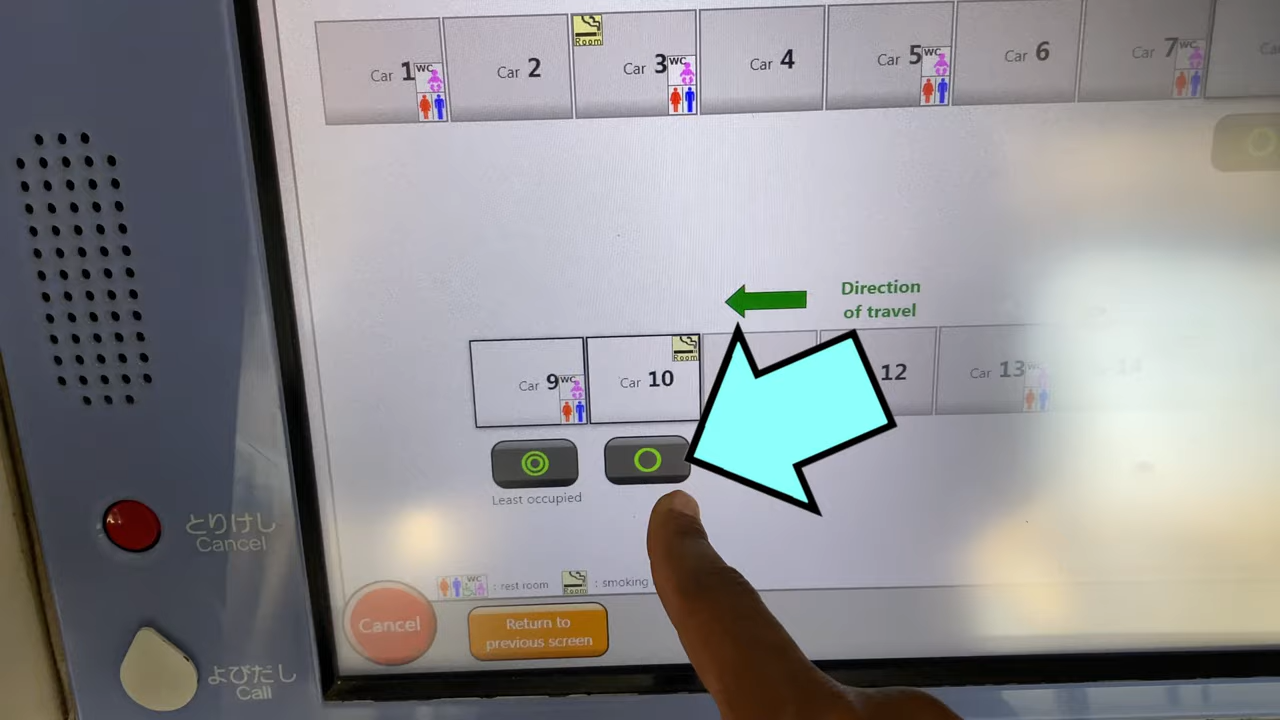 Room
Car 1 WC
Car 2
Car 3 WC
Car 4
Car 5 WC
Car 6
Car 7 WC
Direction
of travel
Room
Car 9 WC
Car 10
12
Car 13 WC
Least occupied
とりけし
Cancel
WC : rest room
Room : smoking
Cancel
Return to
previous screen
よびだし
Call